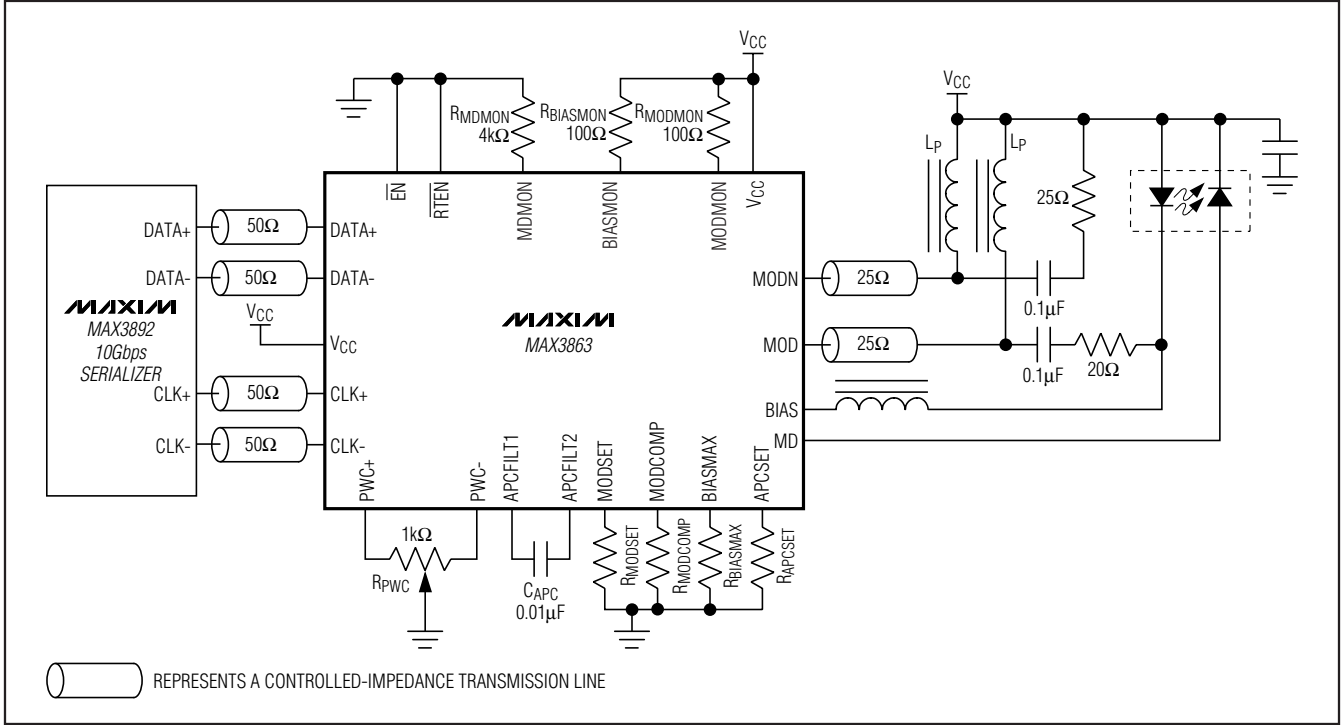 VCC
VCC
RMDMON
4kΩ
RBIASMON
100Ω
RMODMON
100Ω
LP
LP
25Ω
EN
RTEN
MDMON
BIASMON
MODMON
VCC
DATA+
50Ω
DATA+
DATA-
50Ω
DATA-
MAXIM
MAX3892
10Gbps
SERIALIZER
VCC
VCC
CLK+
50Ω
CLK+
CLK-
50Ω
CLK-
MAXIM
MAX3863
MODN
25Ω
0.1µF
MOD
25Ω
0.1µF
20Ω
BIAS
MD
PWC+
PWC-
APCFILT1
APCFILT2
MODSET
MODCOMP
BIASMAX
APCSET
1kΩ
RPWC
CAPC
0.01µF
RMODSET
RMODCOMP
RBIASMAX
RAPCSET
REPRESENTS A CONTROLLED-IMPEDANCE TRANSMISSION LINE